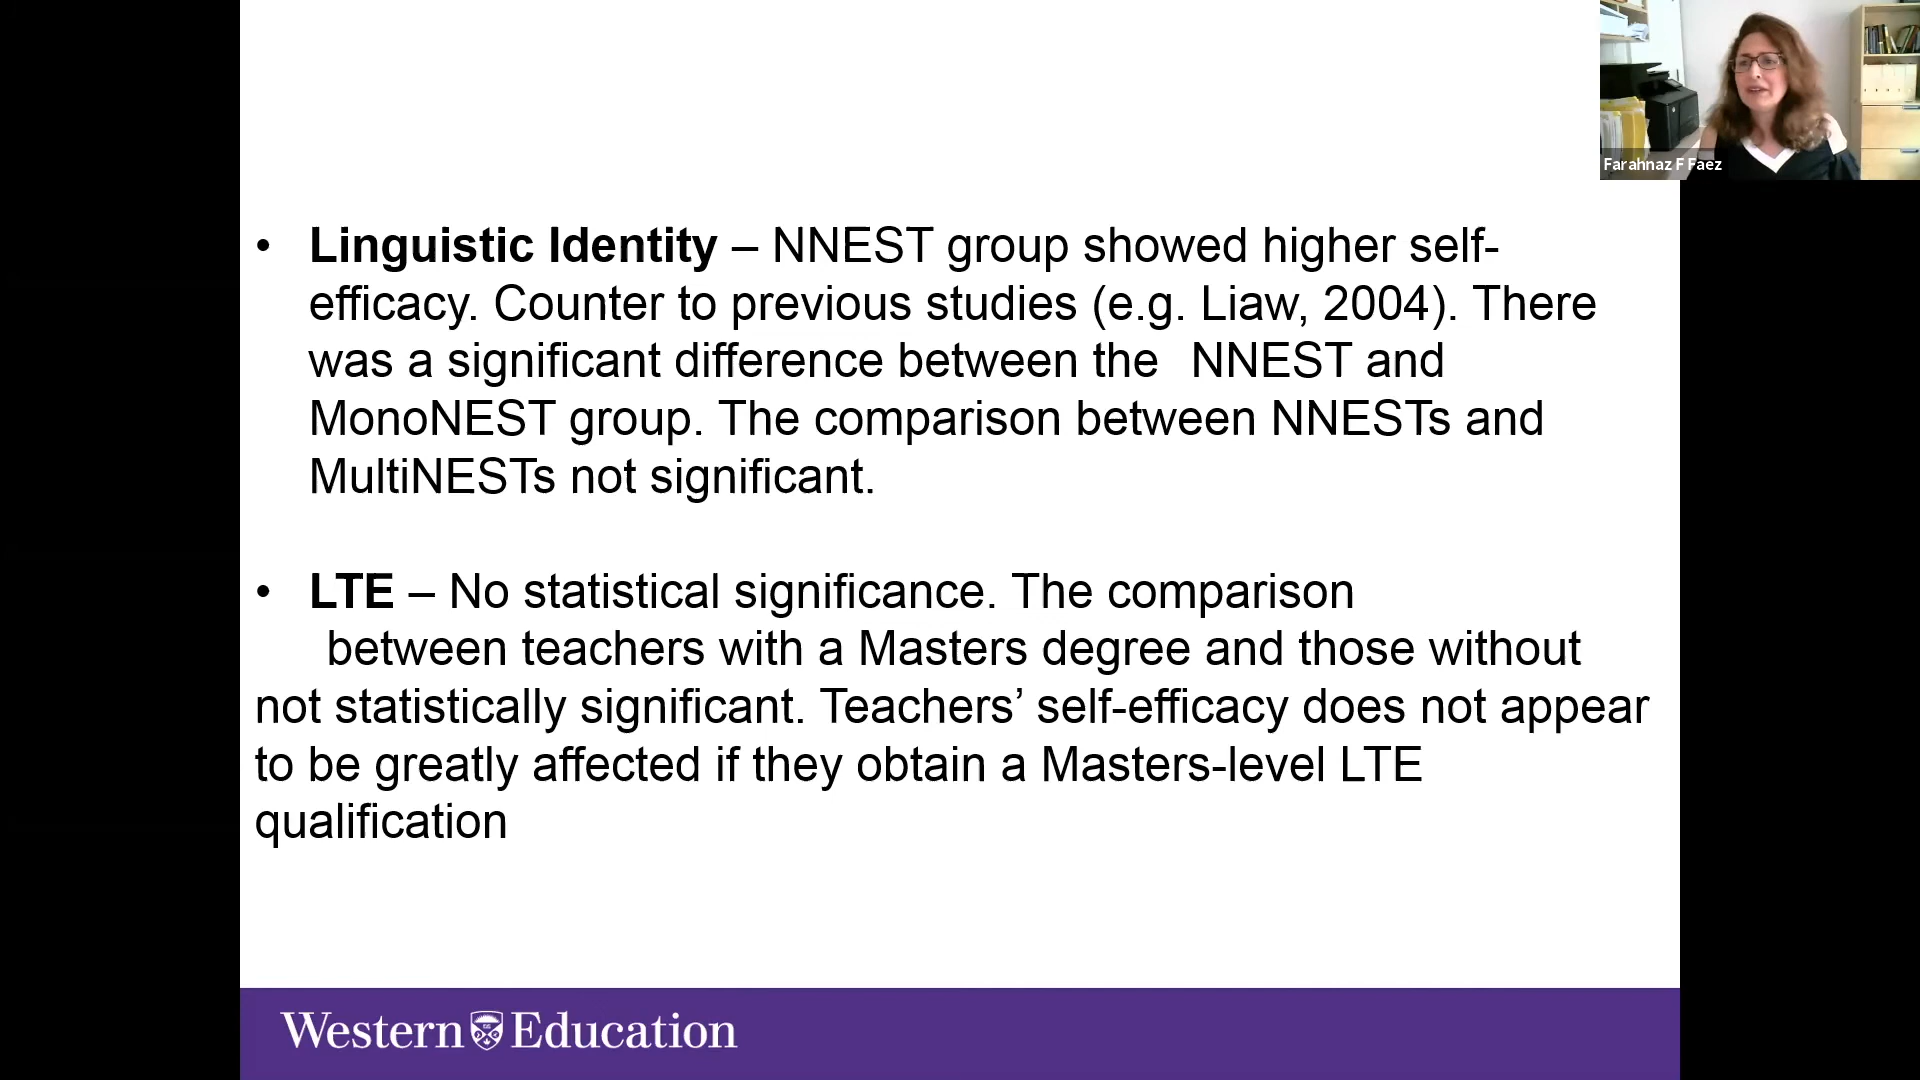 Farahnaz F Faez
• Linguistic Identity – NNEST group showed higher self-
efficacy. Counter to previous studies (e.g. Liaw, 2004). There
was a significant difference between the NNEST and
MonoNEST group. The comparison between NNESTs and
MultiNESTs not significant.
• LTE – No statistical significance. The comparison
between teachers with a Masters degree and those without
not statistically significant. Teachers’ self-efficacy does not appear
to be greatly affected if they obtain a Masters-level LTE
qualification
Western Education